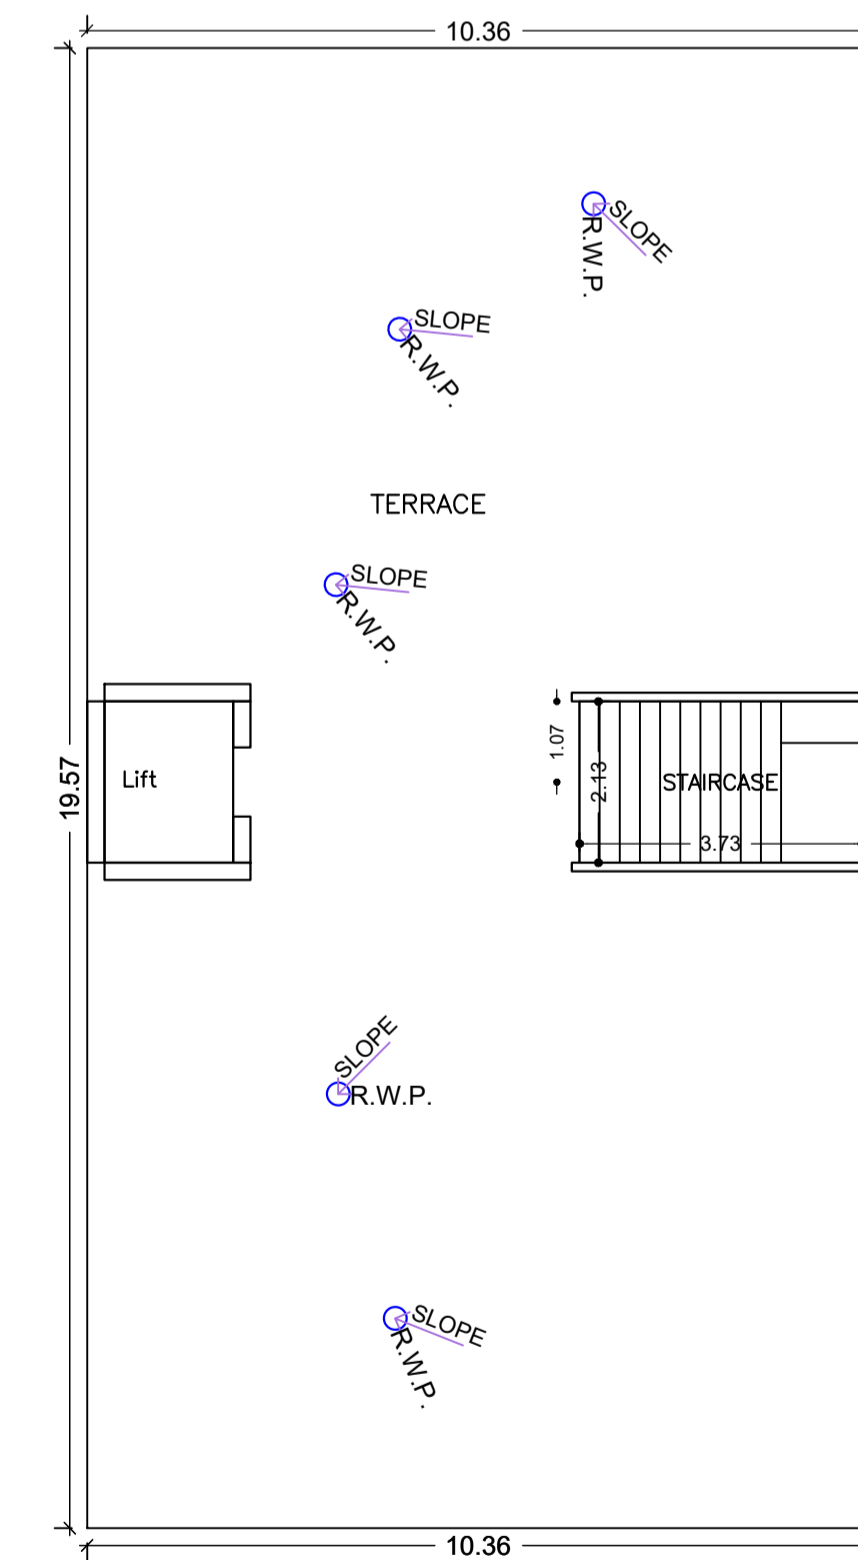 10.36
SLOPE
R.W.P.
SLOPE
R.W.P.
TERRACE
SLOPE
R.W.P.
1.07
19.57
Lift
2.13
STAIRCASE
3.73
SLOPE
R.W.P.
SLOPE
R.W.P.
10.36